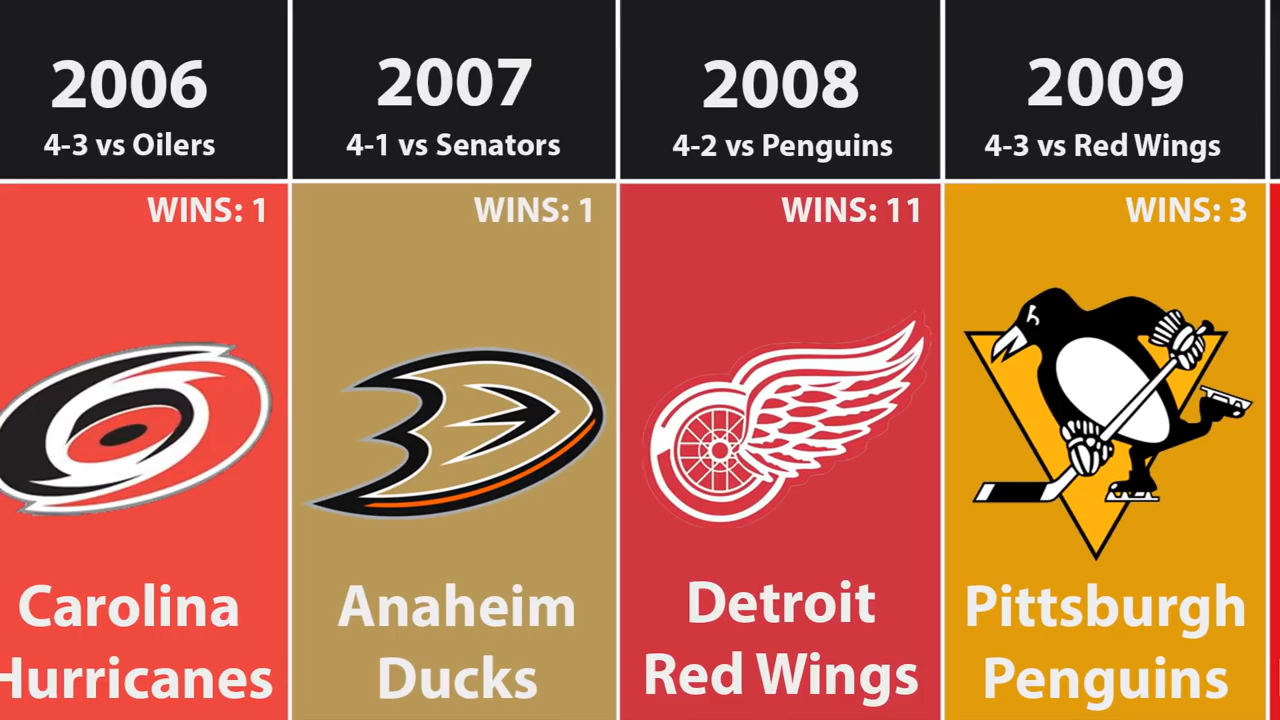 2006
4-3 vs Oilers
WINS: 1
Carolina
Hurricanes
2007
4-1 vs Senators
WINS: 1
Anaheim
Ducks
2008
4-2 vs Penguins
WINS: 11
Detroit
Red Wings
2009
4-3 vs Red Wings
WINS: 3
Pittsburgh
Penguins